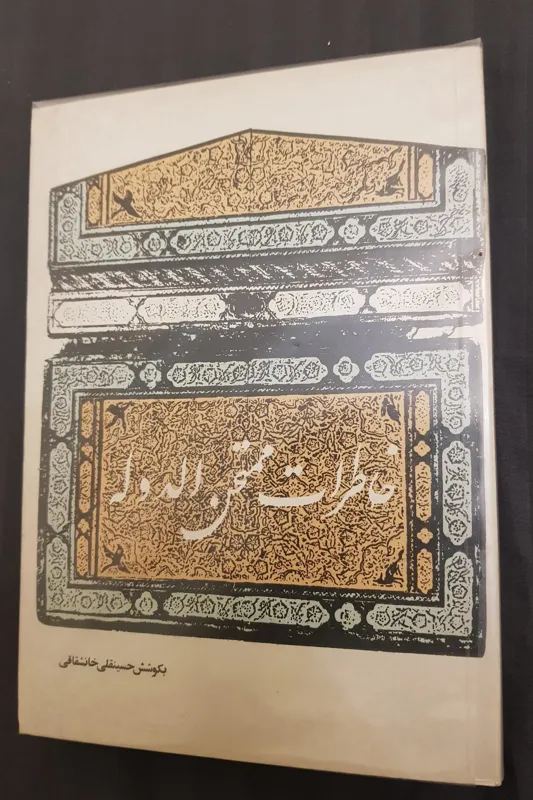 خاطرات ممتحن الدوله
بکوشش حسینقلی خانشقاقی